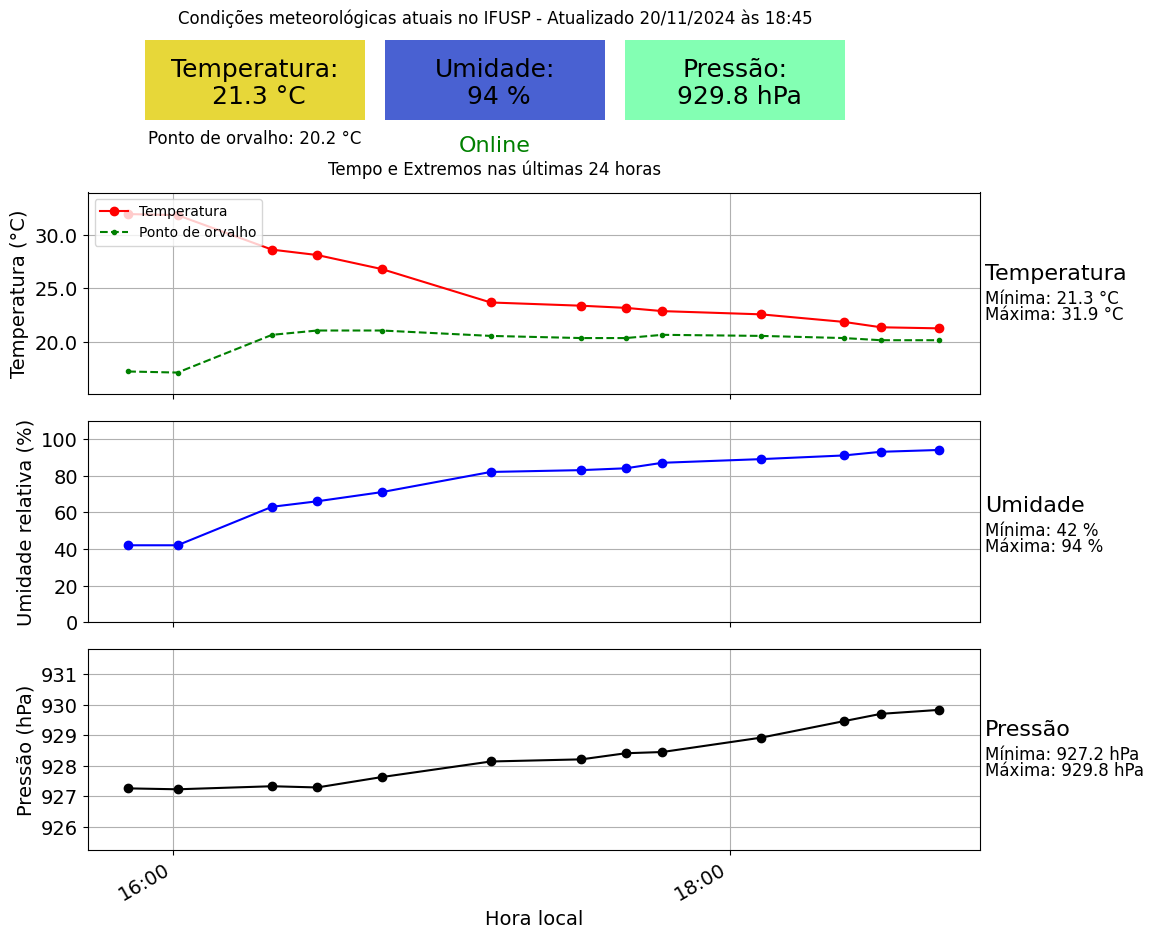 Condições meteorológicas atuais no IFUSP - Atualizado 20/11/2024 às 18:45
Temperatura:
21.3 °C
Umidade:
94 %
Pressão:
929.8 hPa
Ponto de orvalho: 20.2 °C
Online
Tempo e Extremos nas últimas 24 horas
Temperatura (°C)
30.0
25.0
20.0
Temperatura
Ponto de orvalho
Temperatura
Mínima: 21.3 °C
Máxima: 31.9 °C
Umidade relativa (%)
100
80
60
40
20
0
Umidade
Mínima: 42 %
Máxima: 94 %
Pressão (hPa)
931
930
929
928
927
926
Pressão
Mínima: 927.2 hPa
Máxima: 929.8 hPa
16:00
18:00
Hora local